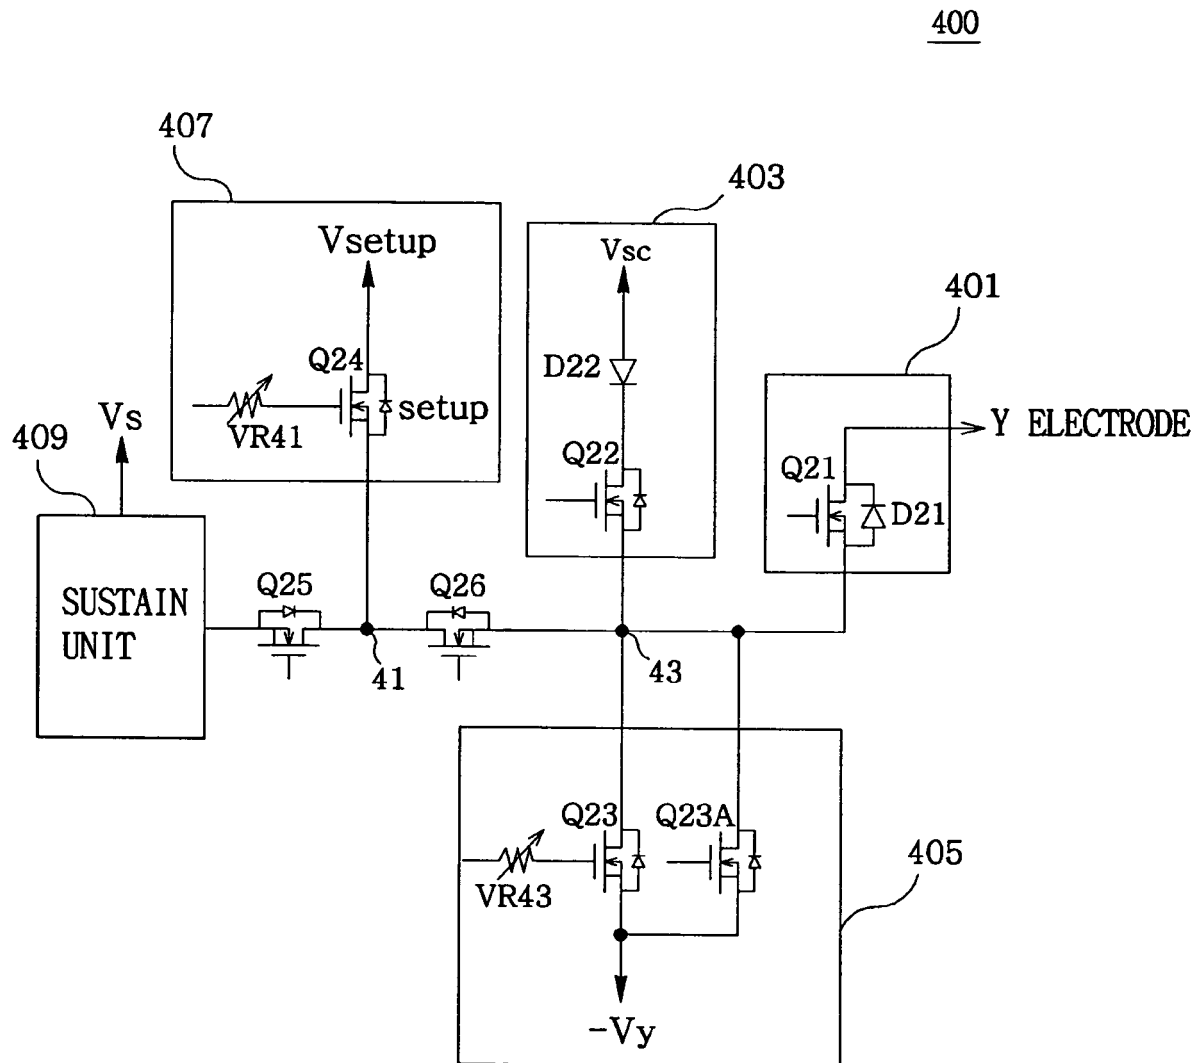 400
407
403
Vsetup
Vsc
401
Q24
D22
setup
Vs
VR41
Y ELECTRODE
409
Q22
Q21
D21
Q25
Q26
SUSTAIN
UNIT
41
43
Q23
Q23A
405
VR43
-Vy